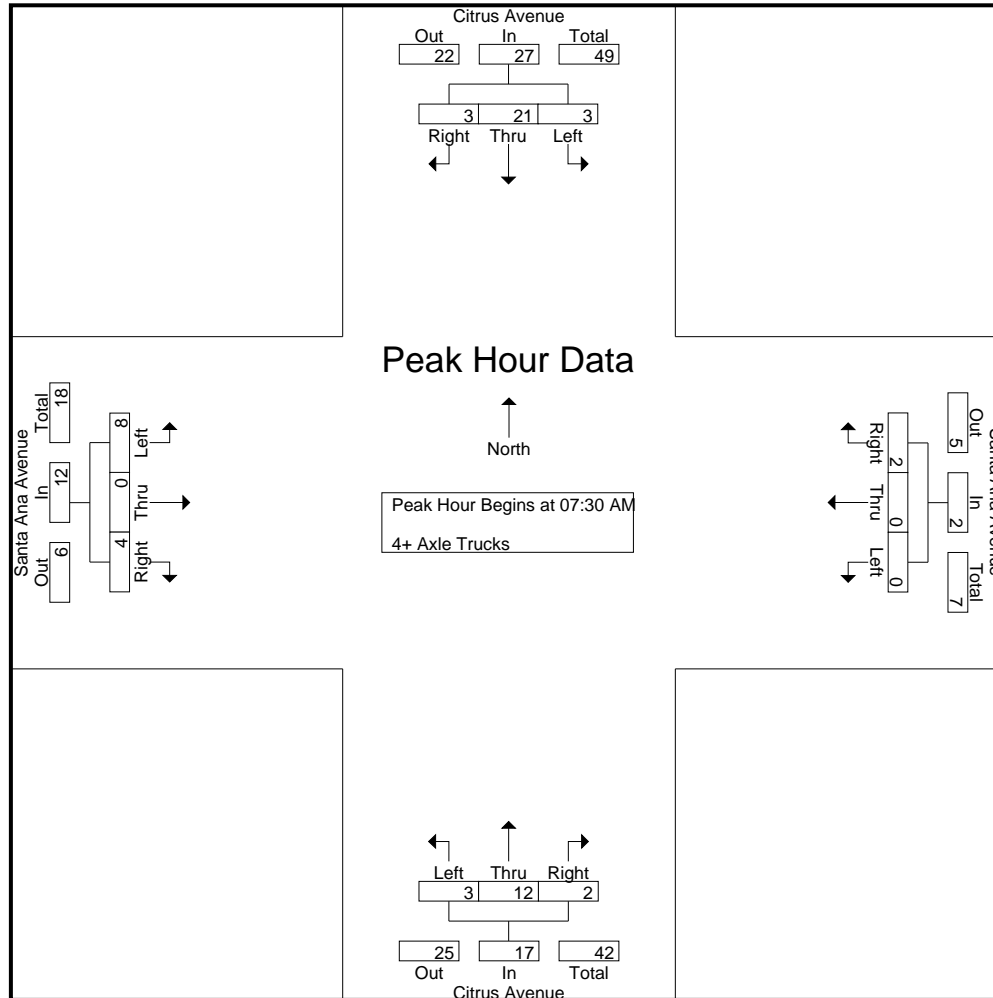 Citrus Avenue
Out In Total
22 27 49
3 21 3
Right Thru Left
Peak Hour Data
North
Peak Hour Begins at 07:30 AM
4+ Axle Trucks
Santa Ana Avenue
Out In Total
6 12 18
4 0 8
Right Thru Left
Out In Total
5 2 7
2 0 0
Right Thru Left
Left Thru Right
3 12 2
25 17 42
Out In Total
Citrus Avenue